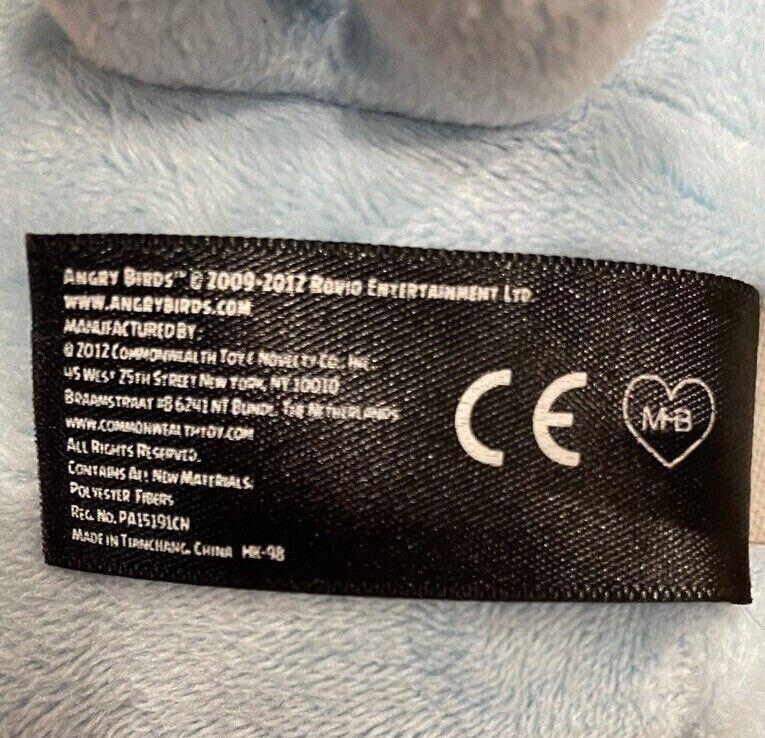 ANGRY BIRDS™ © 2009-2012 ROVIO ENTERTAINMENT LTD.
WWW.ANGRYBIRDS.COM
MANUFACTURED BY:
© 2012 COMMONWEALTH TOY & NOVELTY CO. INC.
45 WEST 25TH STREET NEW YORK, NY 10010
BRAAMSTRAAT #8 6241 NT BUNDE, THE NETHERLANDS
WWW.COMMONWEALTHTOY.COM
ALL RIGHTS RESERVED.
CONTAINS ALL NEW MATERIALS:
POLYESTER FIBERS
REG. NO. PA15191CN
MADE IN TIANCHANG, CHINA HK-98
CE
M-B